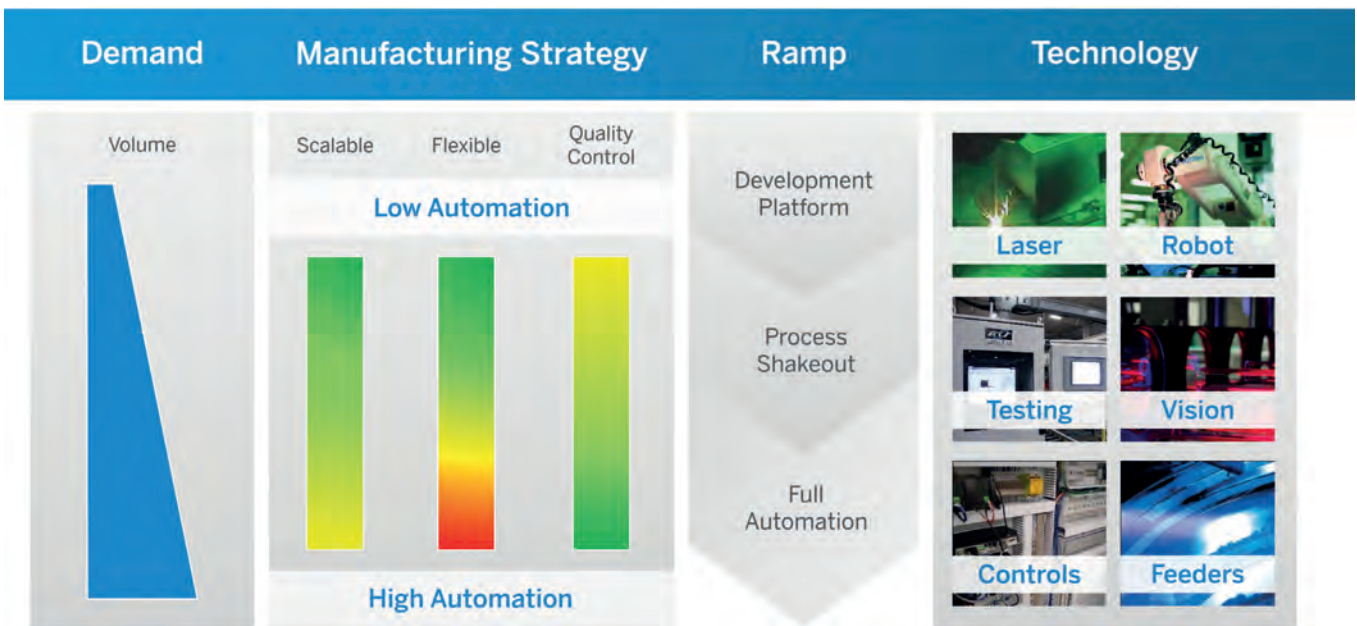 Demand
Manufacturing Strategy
Ramp
Technology
Volume
Scalable
Flexible
Quality
Control
Low Automation
High Automation
Development
Platform
Process
Shakeout
Full
Automation
Laser
Robot
Testing
Vision
Controls
Feeders